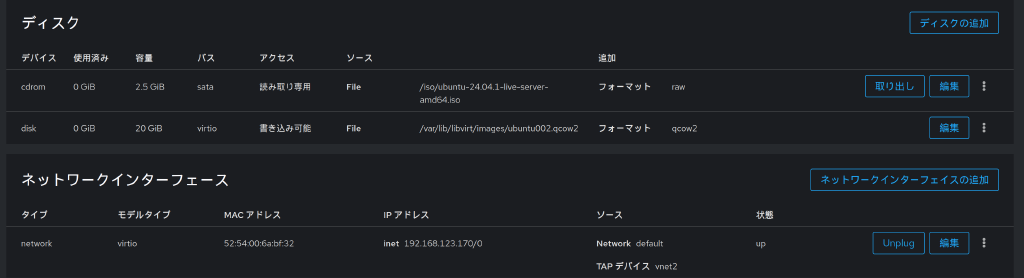 ディスク ディスクの追加
デバイス 使用済み 容量 バス アクセス ソース 追加
cdrom 0 GiB 2.5 GiB sata 読み取り専用 File /iso/ubuntu-24.04.1-live-server-
amd64.iso フォーマット raw 取り出し 編集
disk 0 GiB 20 GiB virtio 書き込み可能 File /var/lib/libvirt/images/ubuntu002.qcow2 フォーマット qcow2 編集
ネットワークインターフェース ネットワークインターフェイスの追加
タイプ モデルタイプ MAC アドレス IP アドレス ソース 状態
network virtio 52:54:00:6a:bf:32 inet 192.168.123.170/0 Network default up Unplug 編集
TAP デバイス vnet2